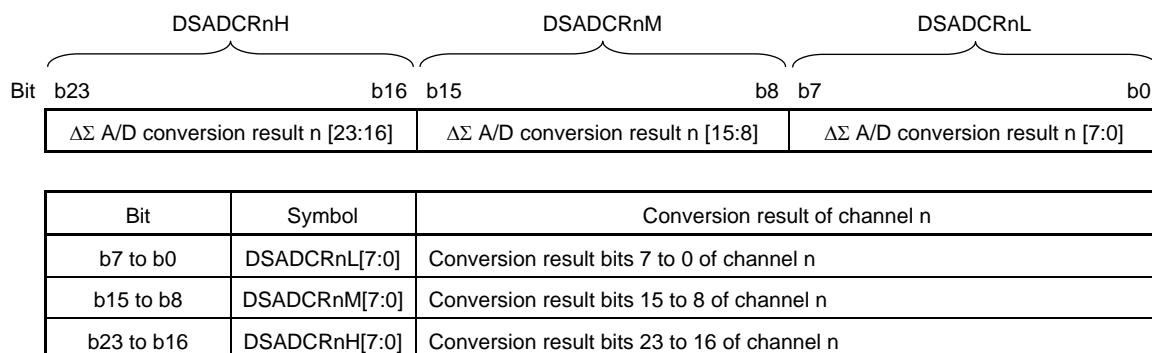 DSADCRnH DSADCRnM DSADCRnL
Bit b23 b16 b15 b8 b7 b0
ΔΣ A/D conversion result n [23:16] ΔΣ A/D conversion result n [15:8] ΔΣ A/D conversion result n [7:0]
Bit Symbol Conversion result of channel n
b7 to b0 DSADCRnL[7:0] Conversion result bits 7 to 0 of channel n
b15 to b8 DSADCRnM[7:0] Conversion result bits 15 to 8 of channel n
b23 to b16 DSADCRnH[7:0] Conversion result bits 23 to 16 of channel n